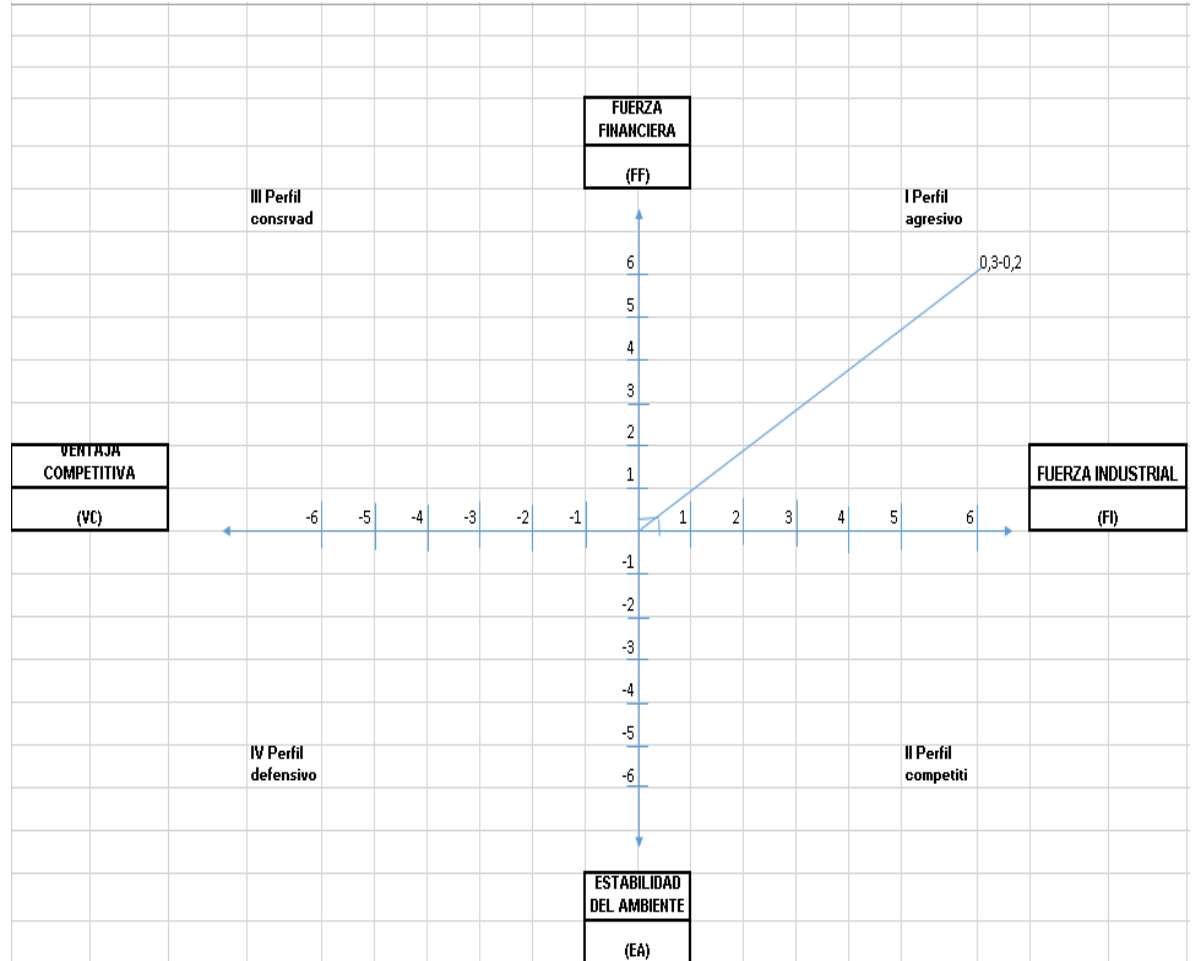 FUERZA
FINANCIERA
(FF)
III Perfil
consrvad
I Perfil
agresivo
0,3-0,2
6
5
4
3
2
1
VENTAJA
COMPETITIVA
(VC)
FUERZA INDUSTRIAL
(FI)
-6 -5 -4 -3 -2 -1 1 2 3 4 5 6
-1
-2
-3
-4
-5
-6
IV Perfil
defensivo
II Perfil
competiti
ESTABILIDAD
DEL AMBIENTE
(EA)